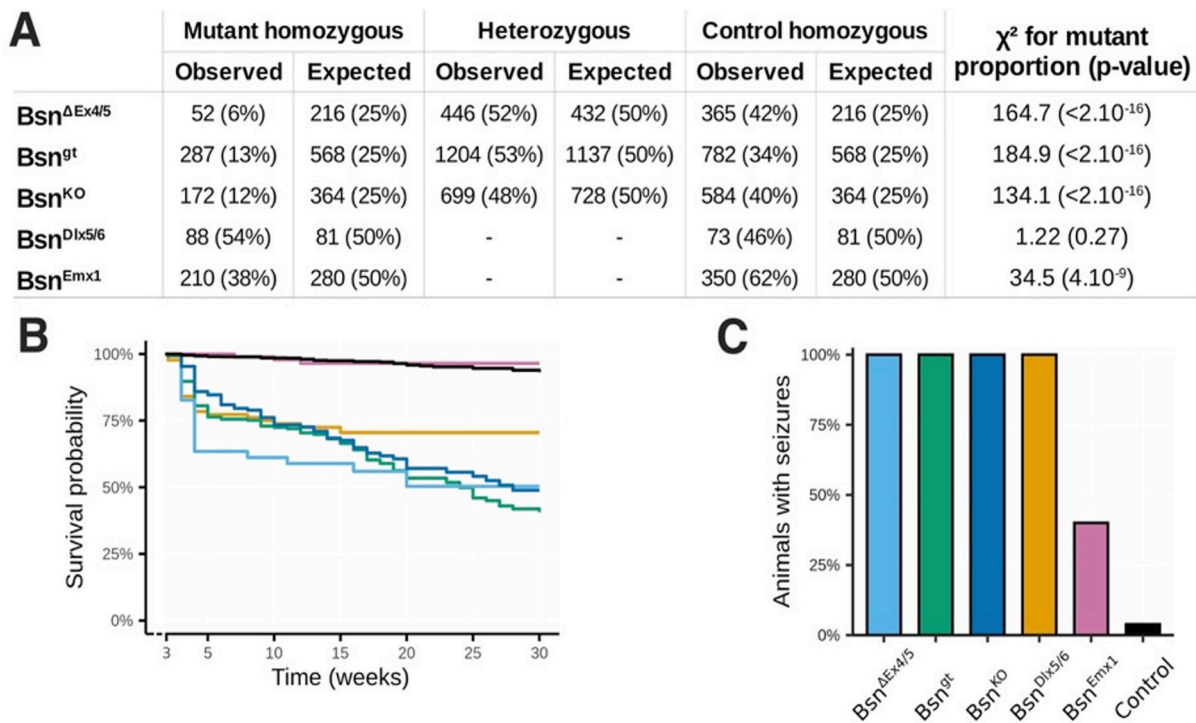 A
Mutant homozygous Heterozygous Control homozygous χ² for mutant proportion (p-value)
Observed Expected Observed Expected Observed Expected
Bsn^ΔEx4/5 52 (6%) 216 (25%) 446 (52%) 432 (50%) 365 (42%) 216 (25%) 164.7 (<2.10⁻¹⁶)
Bsn^gt 287 (13%) 568 (25%) 1204 (53%) 1137 (50%) 782 (34%) 568 (25%) 184.9 (<2.10⁻¹⁶)
Bsn^KO 172 (12%) 364 (25%) 699 (48%) 728 (50%) 584 (40%) 364 (25%) 134.1 (<2.10⁻¹⁶)
Bsn^Dlx5/6 88 (54%) 81 (50%) - - 73 (46%) 81 (50%) 1.22 (0.27)
Bsn^Emx1 210 (38%) 280 (50%) - - 350 (62%) 280 (50%) 34.5 (4.10⁻⁹)
B
Survival probability
100%
75%
50%
25%
0%
3 5 10 15 20 25 30
Time (weeks)
C
Animals with seizures
100%
75%
50%
25%
0%
Bsn^ΔEx4/5 Bsn^gt Bsn^KO Bsn^Dlx5/6 Bsn^Emx1 Control